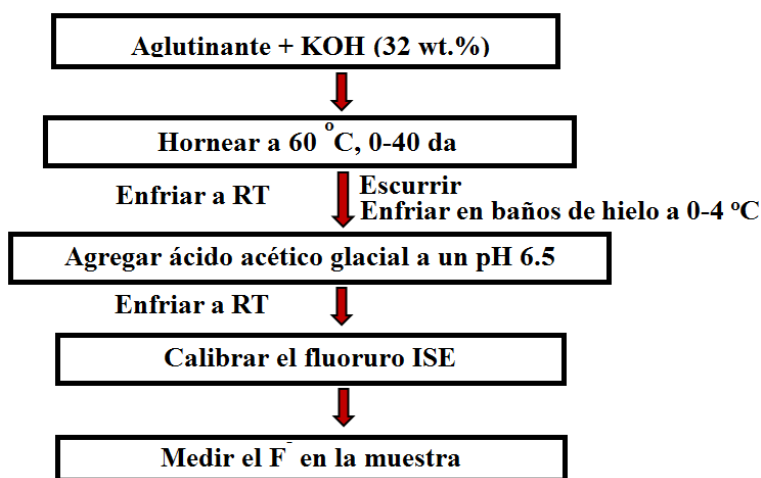 Aglutinante + KOH (32 wt.%)
Hornear a 60 °C, 0-40 da
Enfriar a RT
Escurrir
Enfriar en baños de hielo a 0-4 ºC
Agregar ácido acético glacial a un pH 6.5
Enfriar a RT
Calibrar el fluoruro ISE
Medir el F⁻ en la muestra